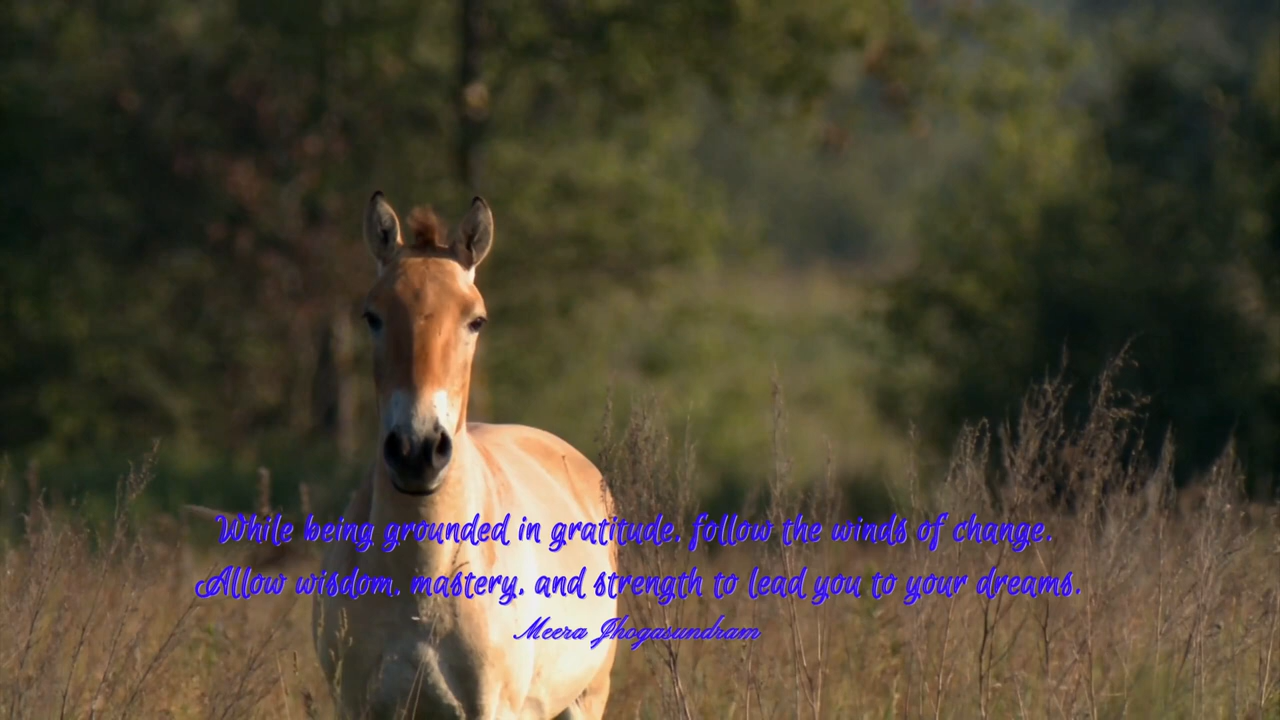 While being grounded in gratitude, follow the winds of change.
Allow wisdom, mastery, and strength to lead you to your dreams.
Meera Jhogasundram